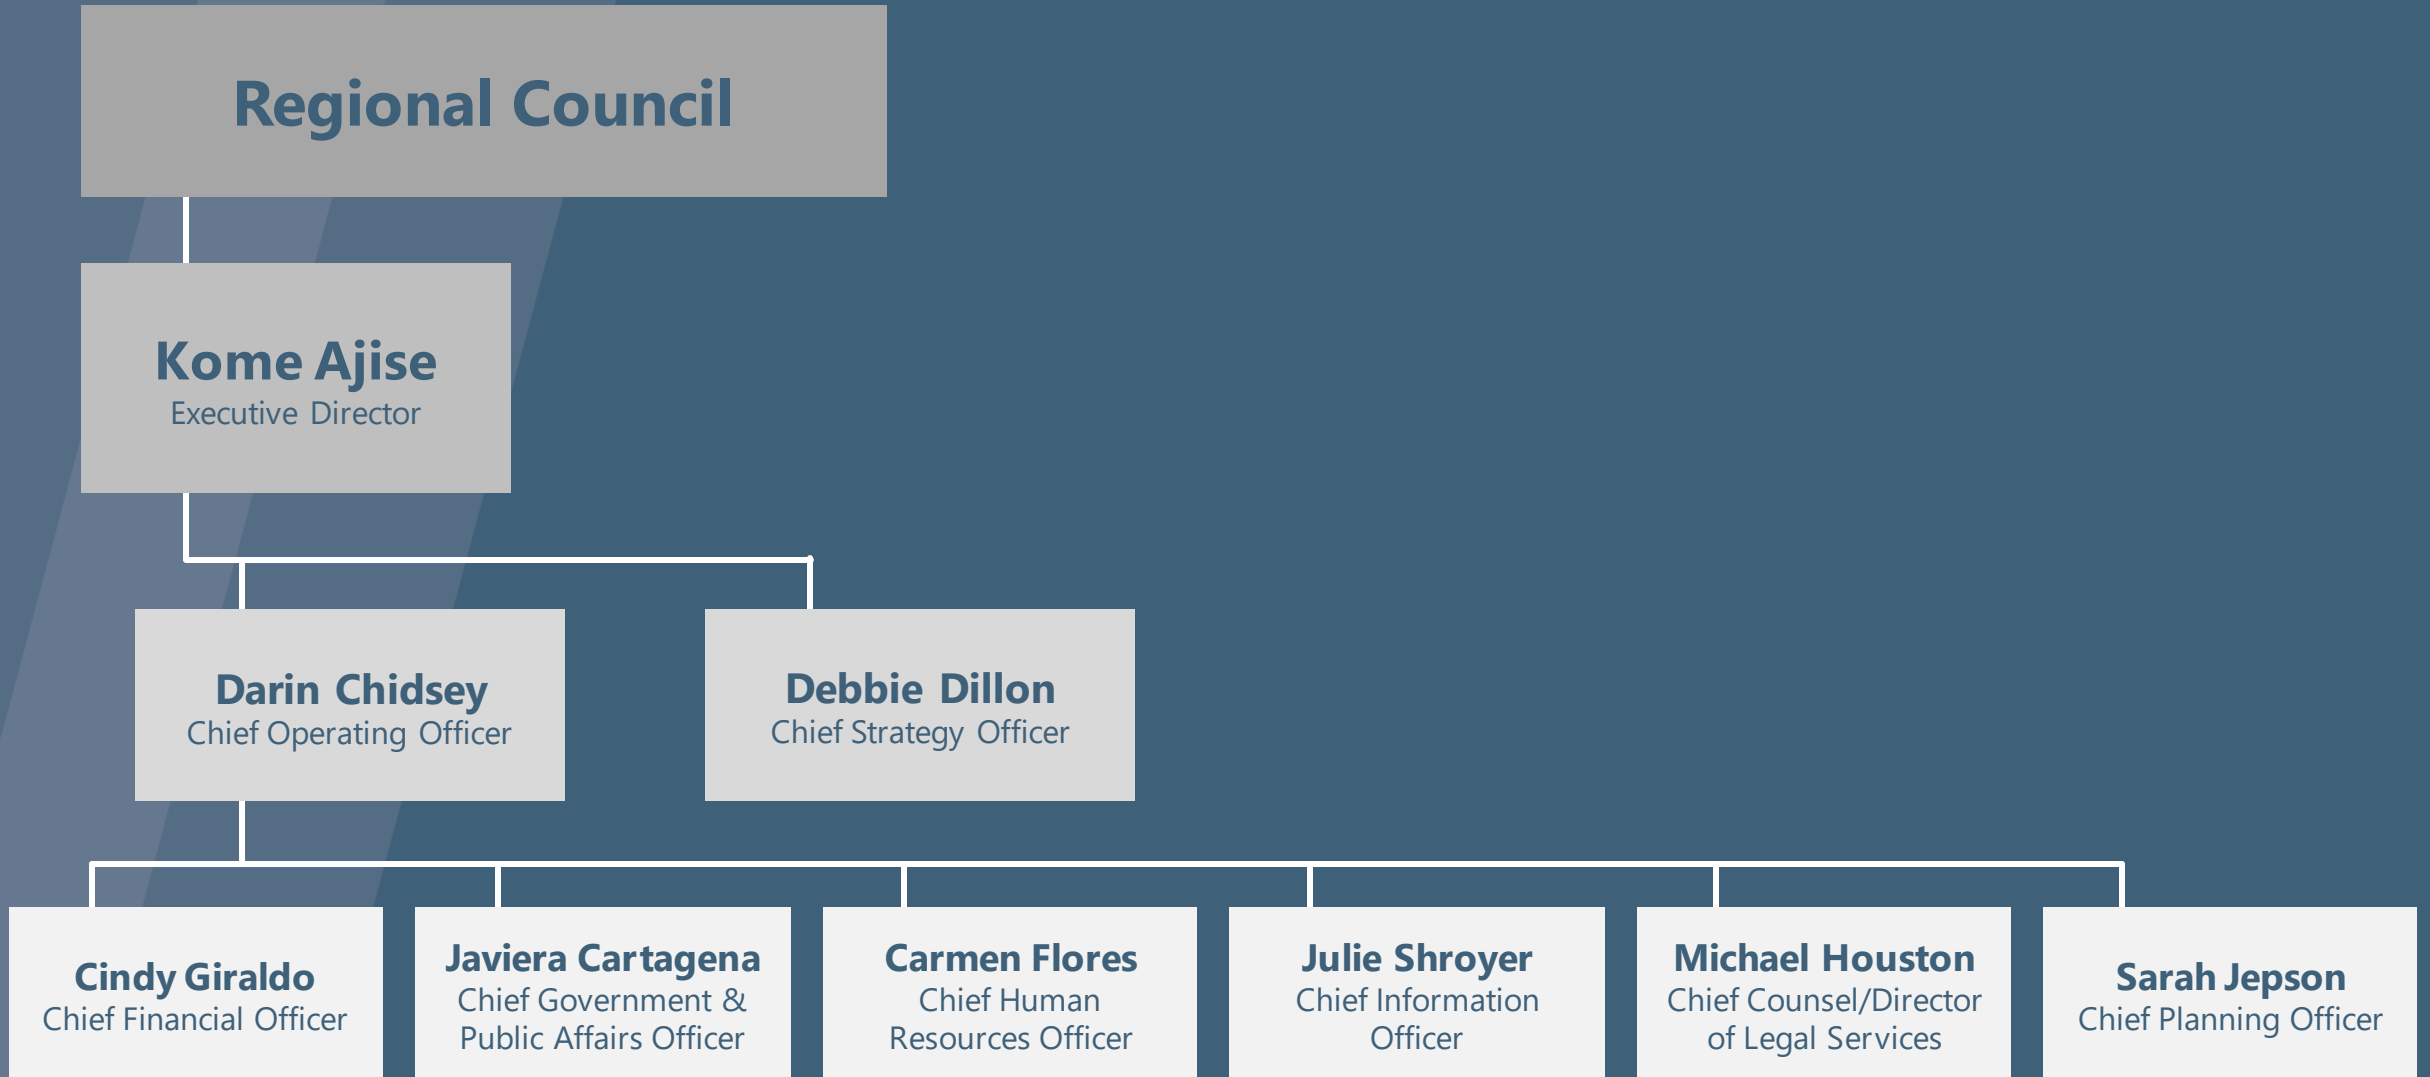 Regional Council
Kome Ajise
Executive Director
Darin Chidsey
Chief Operating Officer
Debbie Dillon
Chief Strategy Officer
Cindy Giraldo
Chief Financial Officer
Javiera Cartagena
Chief Government &
Public Affairs Officer
Carmen Flores
Chief Human
Resources Officer
Julie Shroyer
Chief Information
Officer
Michael Houston
Chief Counsel/Director
of Legal Services
Sarah Jepson
Chief Planning Officer